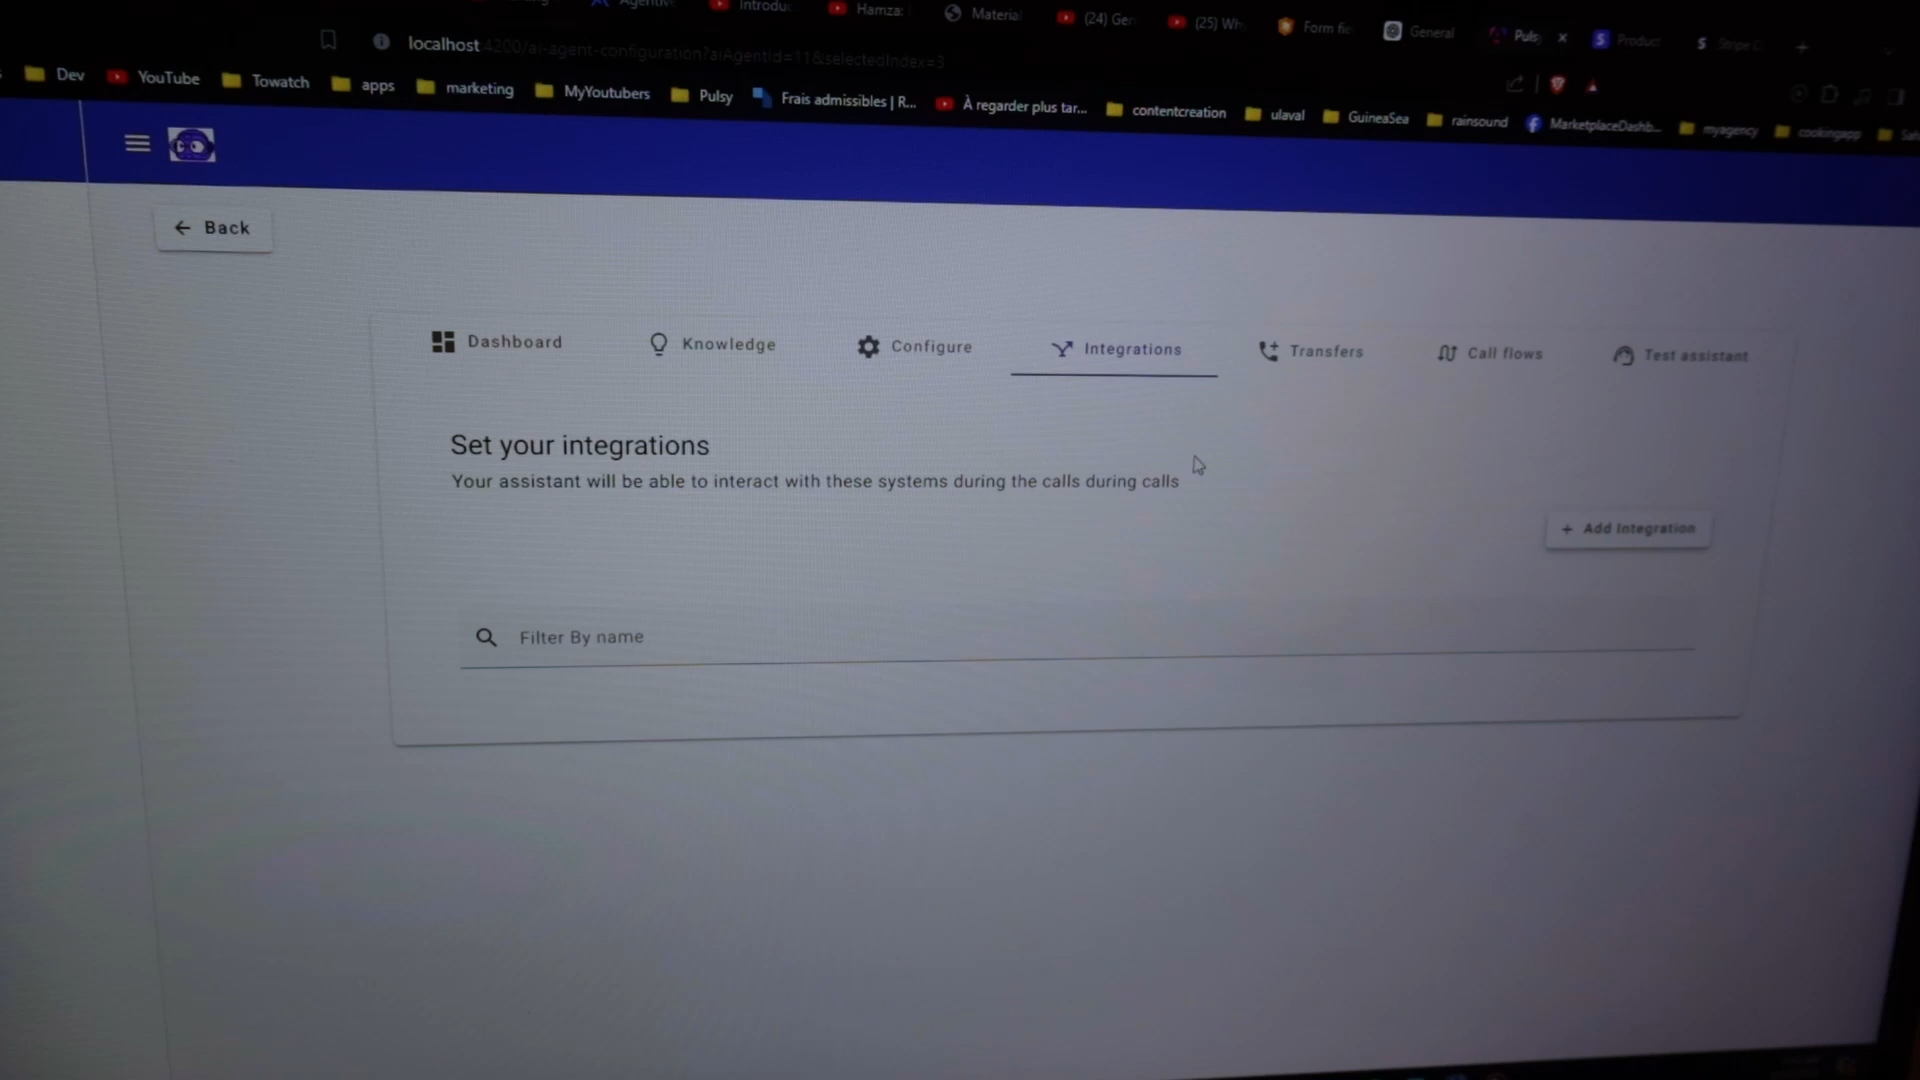 Introduc
Hamza:
Material
(24) Ger
(25) Wh
Form fie
General
Puls
Product
Stripe C
localhost:4200/ai-agent-configuration?aiAgentId=11&selectedIndex=3
Dev
YouTube
Towatch
apps
marketing
MyYoutubers
Pulsy
Frais admissibles | R...
À regarder plus tar...
contentcreation
ulaval
GuineaSea
rainsound
MarketplaceDashb...
myagency
cookingapp
Back
Dashboard
Knowledge
Configure
Integrations
Transfers
Call flows
Test assistant
Set your integrations
Your assistant will be able to interact with these systems during the calls during calls
+ Add Integration
Filter By name